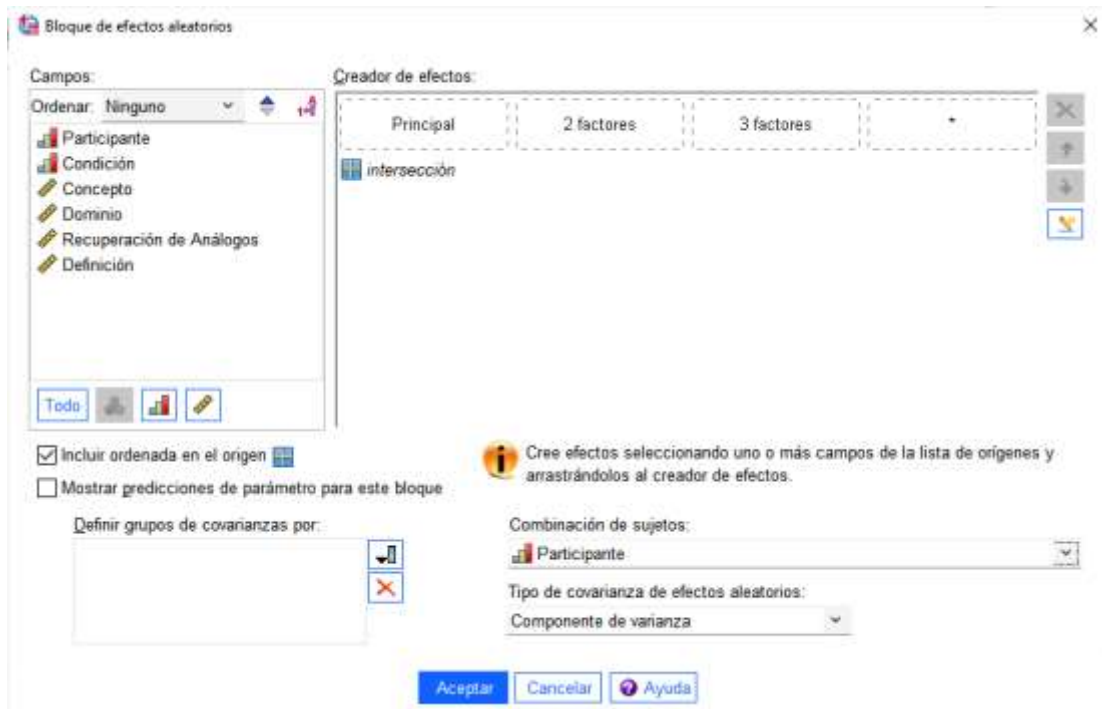 Bloque de efectos aleatorios
Campos:
Ordenar: Ninguno
Participante
Condición
Concepto
Dominio
Recuperación de Análogos
Definición
Todo
Creador de efectos:
Principal
2 factores
3 factores
*
intersección
Incluir ordenada en el origen
Mostrar predicciones de parámetro para este bloque
Cree efectos seleccionando uno o más campos de la lista de orígenes y
arrastrándolos al creador de efectos.
Definir grupos de covarianzas por:
Combinación de sujetos:
Participante
Tipo de covarianza de efectos aleatorios:
Componente de varianza
Aceptar
Cancelar
Ayuda